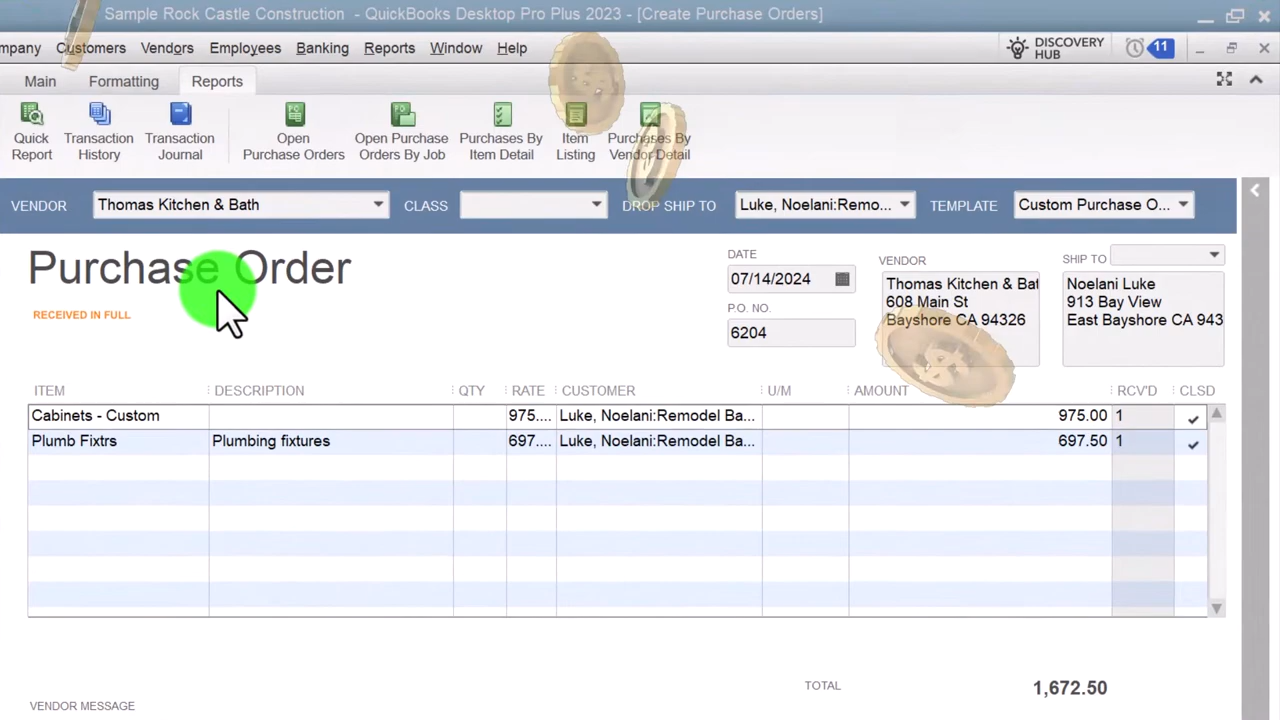 Sample Rock Castle Construction - QuickBooks Desktop Pro Plus 2023 - [Create Purchase Orders]
mpany Customers Vendors Employees Banking Reports Window Help
DISCOVERY HUB
11
Main Formatting Reports
Quick Report
Transaction History
Transaction Journal
Open Purchase Orders
Open Purchase Orders By Job
Purchases By Item Detail
Item Listing
Purchases By Vendor Detail
VENDOR Thomas Kitchen & Bath CLASS DROP SHIP TO Luke, Noelani:Remo... TEMPLATE Custom Purchase O...
Purchase Order
RECEIVED IN FULL
DATE
07/14/2024
P.O. NO.
6204
VENDOR
Thomas Kitchen & Bat
608 Main St
Bayshore CA 94326
SHIP TO
Noelani Luke
913 Bay View
East Bayshore CA 943
ITEM DESCRIPTION QTY RATE CUSTOMER U/M AMOUNT RCV'D CLSD
Cabinets - Custom 975.... Luke, Noelani:Remodel Ba... 975.00 1
Plumb Fixtrs Plumbing fixtures 697.... Luke, Noelani:Remodel Ba... 697.50 1
TOTAL 1,672.50
VENDOR MESSAGE